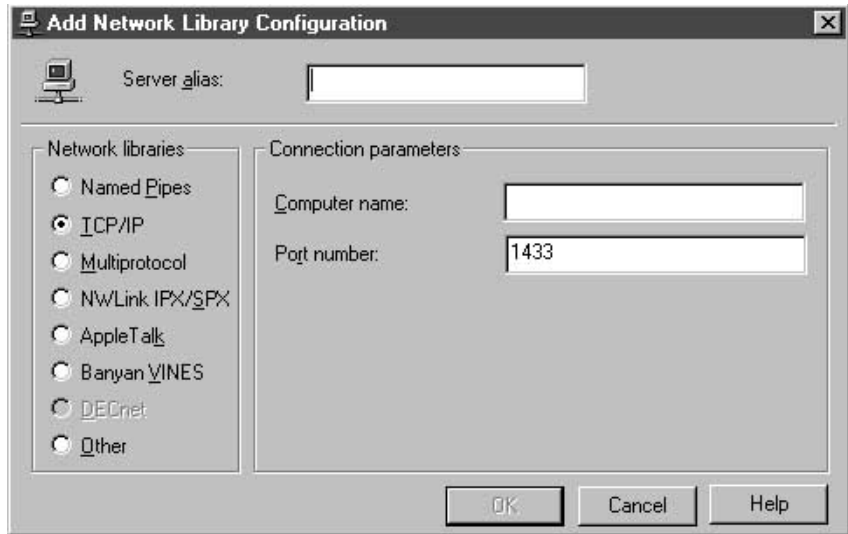 Add Network Library Configuration
Server alias:
Network libraries
Named Pipes
TCP/IP
Multiprotocol
NWLink IPX/SPX
AppleTalk
Banyan VINES
DECnet
Other
Connection parameters
Computer name:
Port number: 1433
OK Cancel Help